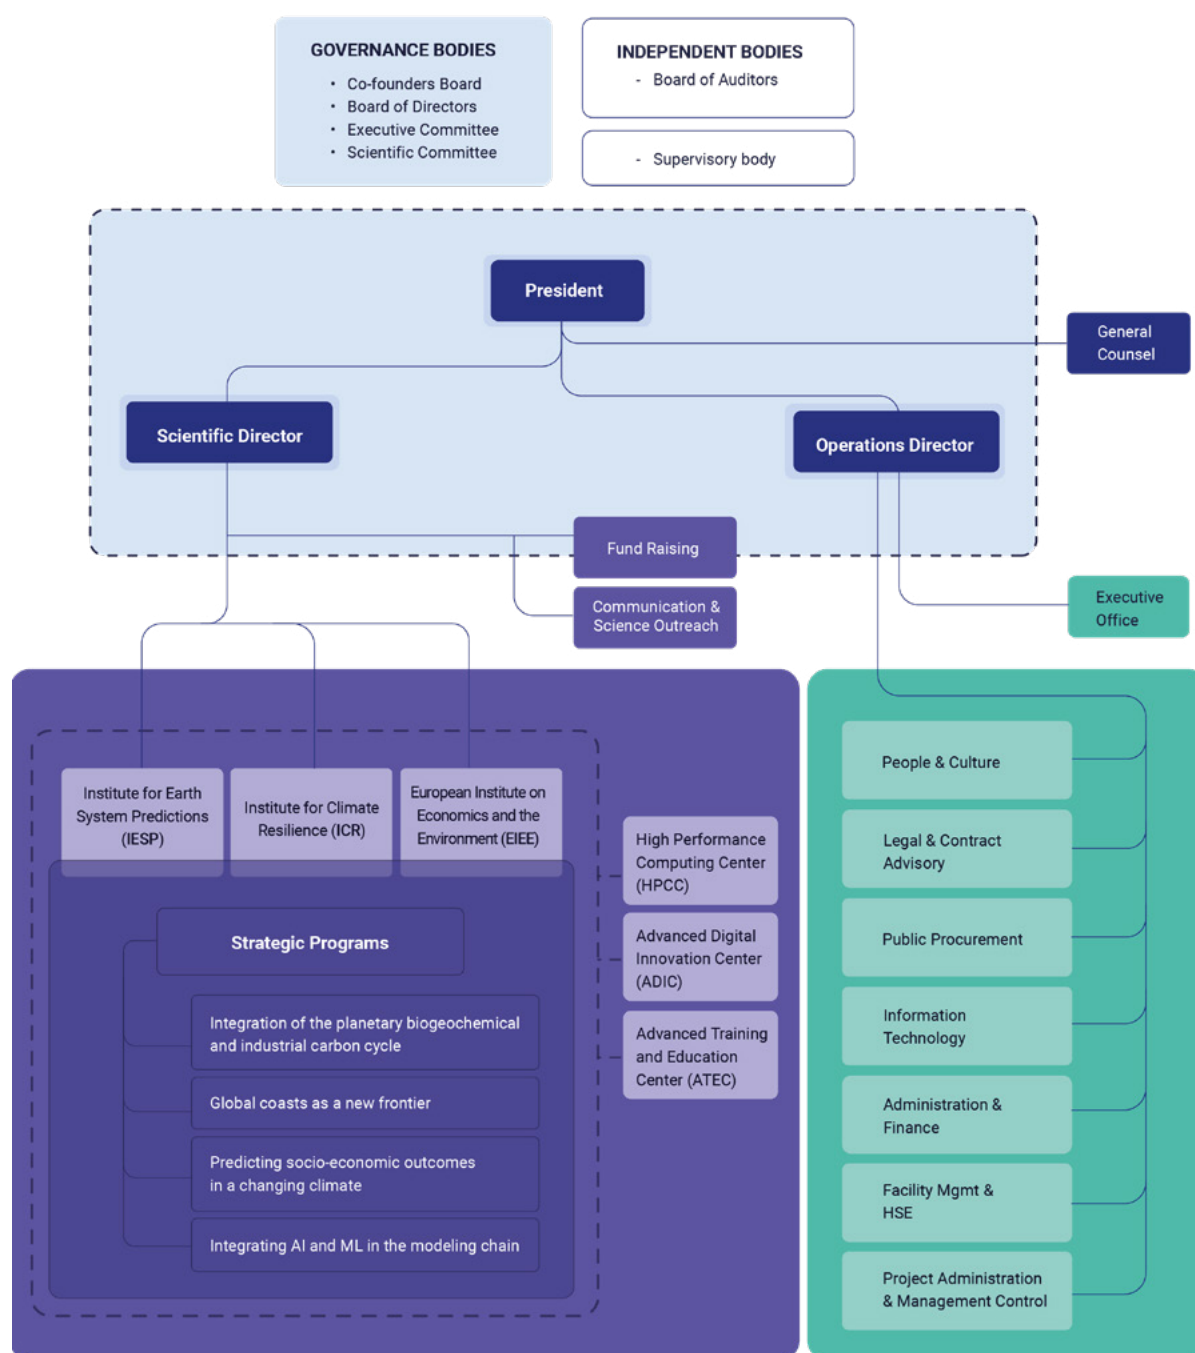 GOVERNANCE BODIES
• Co-founders Board
• Board of Directors
• Executive Committee
• Scientific Committee
INDEPENDENT BODIES
- Board of Auditors
- Supervisory body
President
General
Counsel
Scientific Director
Operations Director
Fund Raising
Communication &
Science Outreach
Executive
Office
Institute for Earth
System Predictions
(IESP)
Institute for Climate
Resilience (ICR)
European Institute on
Economics and the
Environment (EIEE)
High Performance
Computing Center
(HPCC)
Advanced Digital
Innovation Center
(ADIC)
Advanced Training
and Education
Center (ATEC)
Strategic Programs
Integration of the planetary biogeochemical
and industrial carbon cycle
Global coasts as a new frontier
Predicting socio-economic outcomes
in a changing climate
Integrating AI and ML in the modeling chain
People & Culture
Legal & Contract
Advisory
Public Procurement
Information
Technology
Administration &
Finance
Facility Mgmt &
HSE
Project Administration
& Management Control